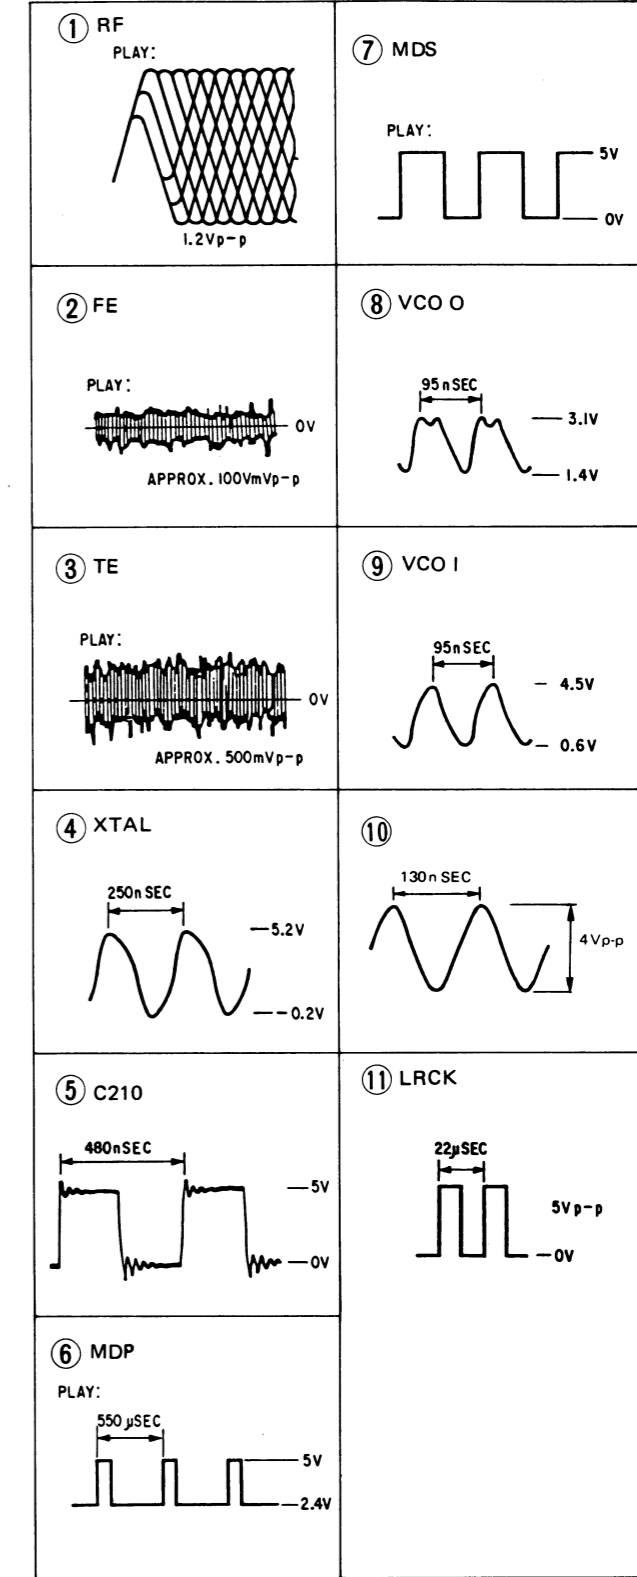 ① RF
PLAY:
1.2Vp-p
② FE
PLAY:
0V
APPROX. 100VmVp-p
③ TE
PLAY:
0V
APPROX. 500mVp-p
④ XTAL
250nSEC
5.2V
-0.2V
⑤ C210
480nSEC
5V
0V
⑥ MDP
PLAY:
550µSEC
5V
2.4V
⑦ MDS
PLAY:
5V
0V
⑧ VCO O
95nSEC
3.1V
1.4V
⑨ VCO I
95nSEC
4.5V
0.6V
⑩
130nSEC
4Vp-p
⑪ LRCK
22µSEC
5Vp-p
0V